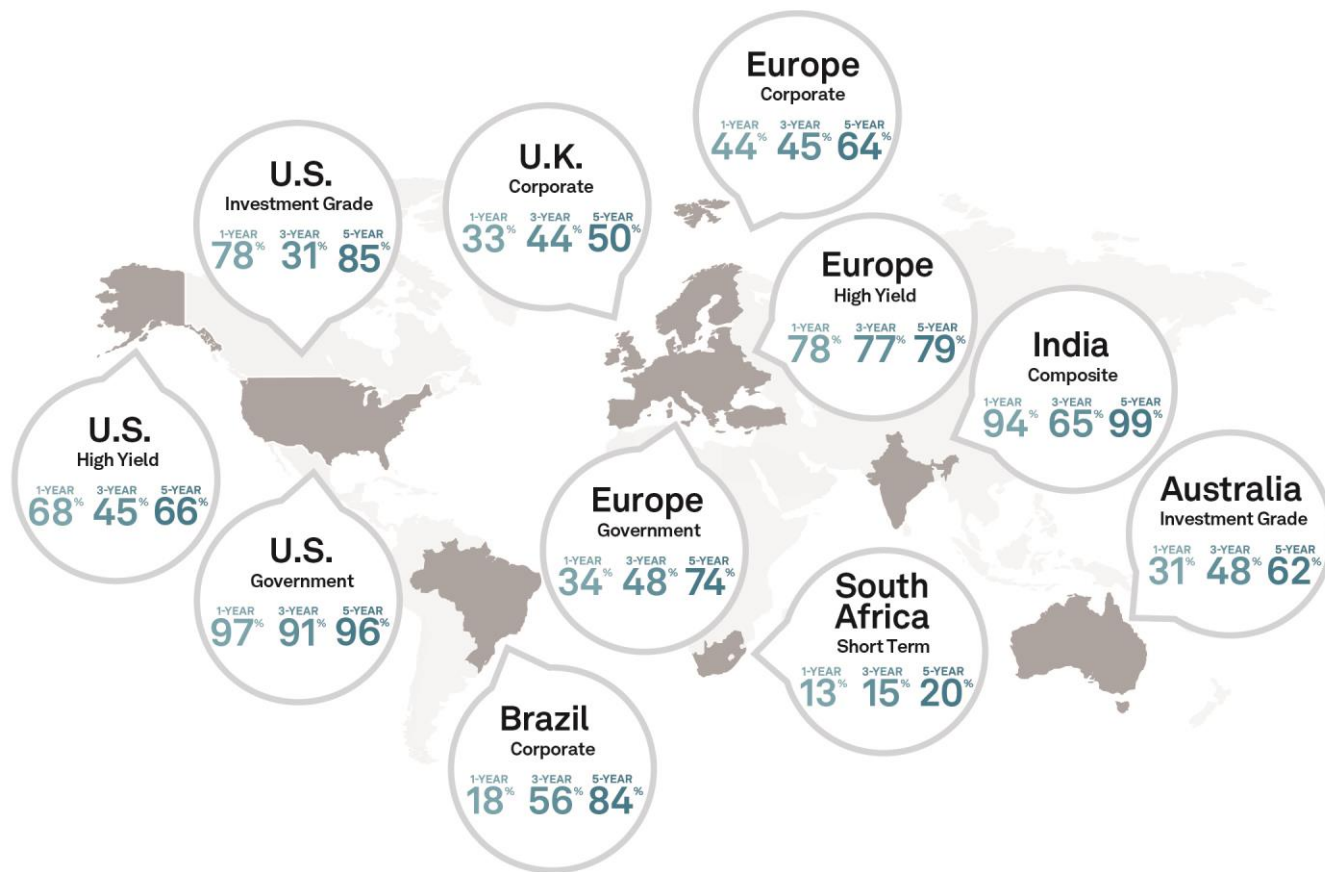 Europe
Corporate
1-YEAR 3-YEAR 5-YEAR
44% 45% 64%
U.S.
Investment Grade
1-YEAR 3-YEAR 5-YEAR
78% 31% 85%
U.K.
Corporate
1-YEAR 3-YEAR 5-YEAR
33% 44% 50%
Europe
High Yield
1-YEAR 3-YEAR 5-YEAR
78% 77% 79%
India
Composite
1-YEAR 3-YEAR 5-YEAR
94% 65% 99%
U.S.
High Yield
1-YEAR 3-YEAR 5-YEAR
68% 45% 66%
Australia
Investment Grade
1-YEAR 3-YEAR 5-YEAR
31% 48% 62%
Europe
Government
1-YEAR 3-YEAR 5-YEAR
34% 48% 74%
U.S.
Government
1-YEAR 3-YEAR 5-YEAR
97% 91% 96%
South
Africa
Short Term
1-YEAR 3-YEAR 5-YEAR
13% 15% 20%
Brazil
Corporate
1-YEAR 3-YEAR 5-YEAR
18% 56% 84%